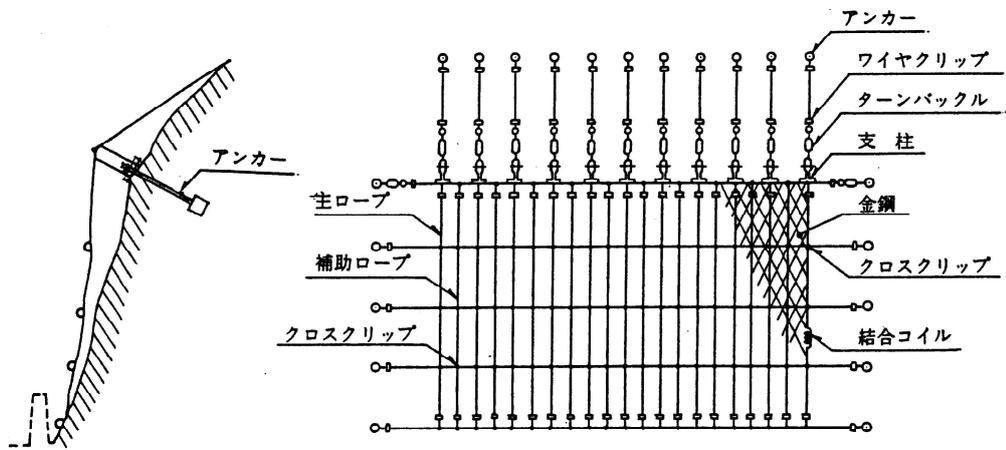 アンカー
ワイヤクリップ
ターンバックル
支 柱
アンカー
主ロープ
金鋼
補助ロープ
クロスクリップ
クロスクリップ
結合コイル